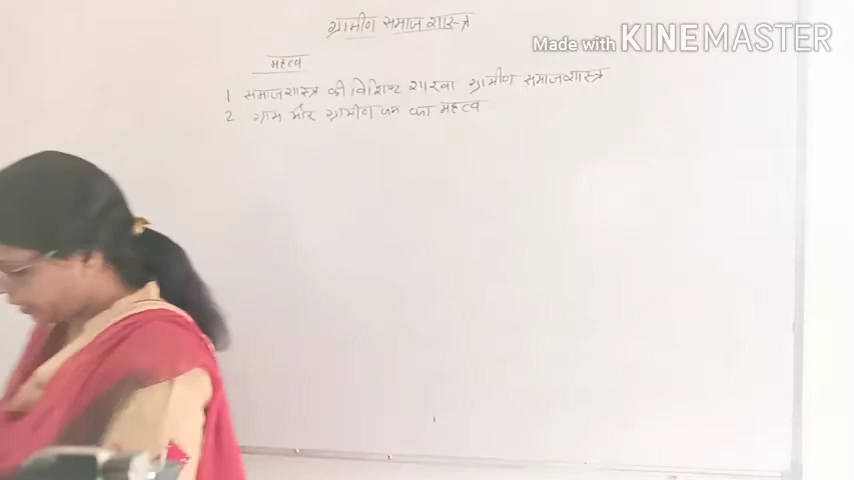 ग्रामीण समाजशास्त्र
Made with KINEMASTER
महत्व
1 समाजशास्त्र की विशिष्ट शाखा ग्रामीण समाजशास्त्र
2 ग्राम और ग्रामीण जन का महत्व